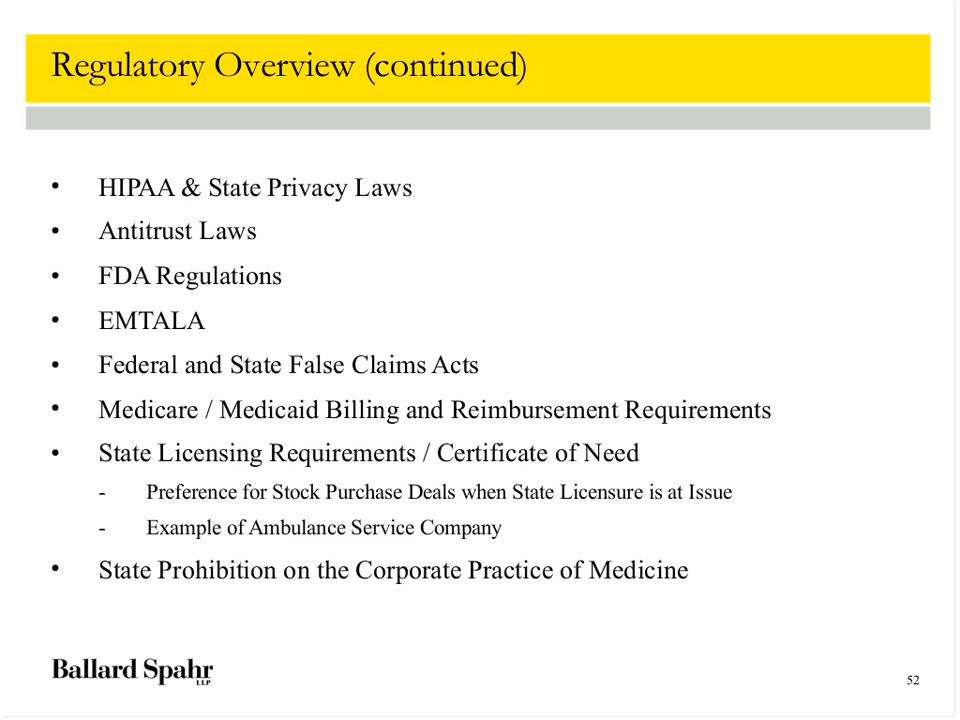 Regulatory Overview (continued)
• HIPAA & State Privacy Laws
• Antitrust Laws
• FDA Regulations
• EMTALA
• Federal and State False Claims Acts
• Medicare / Medicaid Billing and Reimbursement Requirements
• State Licensing Requirements / Certificate of Need
- Preference for Stock Purchase Deals when State Licensure is at Issue
- Example of Ambulance Service Company
• State Prohibition on the Corporate Practice of Medicine
Ballard Spahr
LLP
52